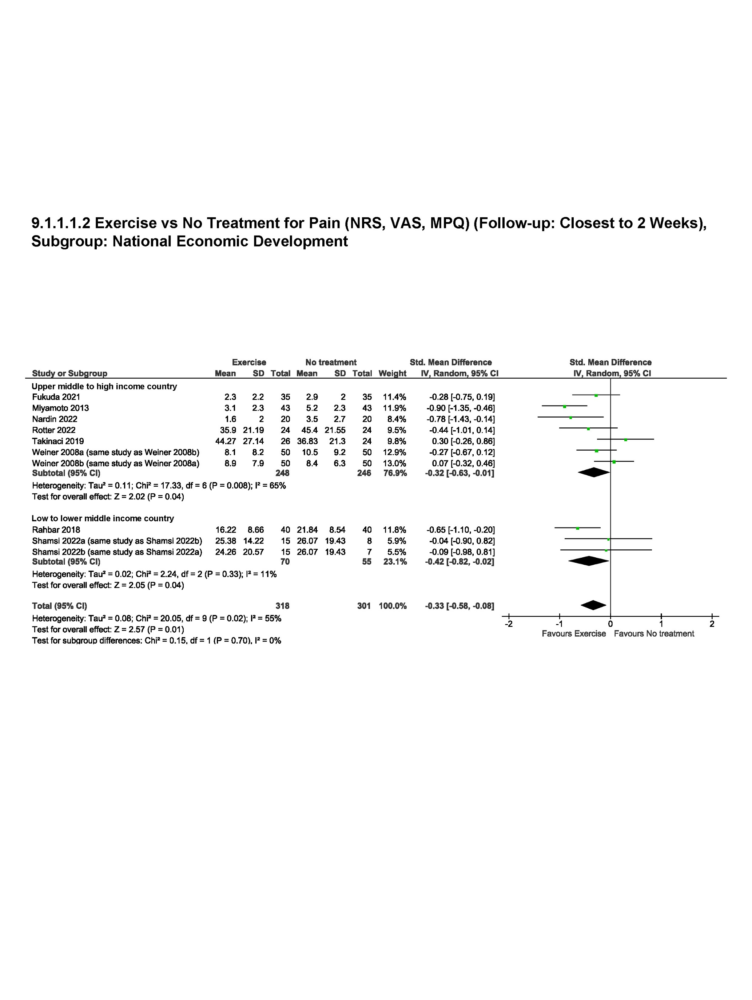 9.1.1.1.2 Exercise vs No Treatment for Pain (NRS, VAS, MPQ) (Follow-up: Closest to 2 Weeks),
Subgroup: National Economic Development
Exercise No treatment Std. Mean Difference Std. Mean Difference
Study or Subgroup Mean SD Total Mean SD Total Weight IV, Random, 95% CI IV, Random, 95% CI
Upper middle to high income country
Fukuda 2021 2.3 2.2 35 2.9 2 35 11.4% -0.28 [-0.75, 0.19]
Miyamoto 2013 3.1 2.3 43 5.2 2.3 43 11.9% -0.90 [-1.35, -0.46]
Nardin 2022 1.6 2 20 3.5 2.7 20 8.4% -0.78 [-1.43, -0.14]
Rotter 2022 35.9 21.19 24 45.4 21.55 24 9.5% -0.44 [-1.01, 0.14]
Takinaci 2019 44.27 27.14 26 36.83 21.3 24 9.8% 0.30 [-0.26, 0.86]
Weiner 2008a (same study as Weiner 2008b) 8.1 8.2 50 10.5 9.2 50 12.9% -0.27 [-0.67, 0.12]
Weiner 2008b (same study as Weiner 2008a) 8.9 7.9 50 8.4 6.3 50 13.0% 0.07 [-0.32, 0.46]
Subtotal (95% CI) 248 246 76.9% -0.32 [-0.63, -0.01]
Heterogeneity: Tau² = 0.11; Chi² = 17.33, df = 6 (P = 0.008); I² = 65%
Test for overall effect: Z = 2.02 (P = 0.04)
Low to lower middle income country
Rahbar 2018 16.22 8.66 40 21.84 8.54 40 11.8% -0.65 [-1.10, -0.20]
Shamsi 2022a (same study as Shamsi 2022b) 25.38 14.22 15 26.07 19.43 8 5.9% -0.04 [-0.90, 0.82]
Shamsi 2022b (same study as Shamsi 2022a) 24.26 20.57 15 26.07 19.43 7 5.5% -0.09 [-0.98, 0.81]
Subtotal (95% CI) 70 55 23.1% -0.42 [-0.82, -0.02]
Heterogeneity: Tau² = 0.02; Chi² = 2.24, df = 2 (P = 0.33); I² = 11%
Test for overall effect: Z = 2.05 (P = 0.04)
Total (95% CI) 318 301 100.0% -0.33 [-0.58, -0.08]
Heterogeneity: Tau² = 0.08; Chi² = 20.05, df = 9 (P = 0.02); I² = 55%
Test for overall effect: Z = 2.57 (P = 0.01)
Test for subgroup differences: Chi² = 0.15, df = 1 (P = 0.70), I² = 0%
-2 -1 0 1 2
Favours Exercise Favours No treatment